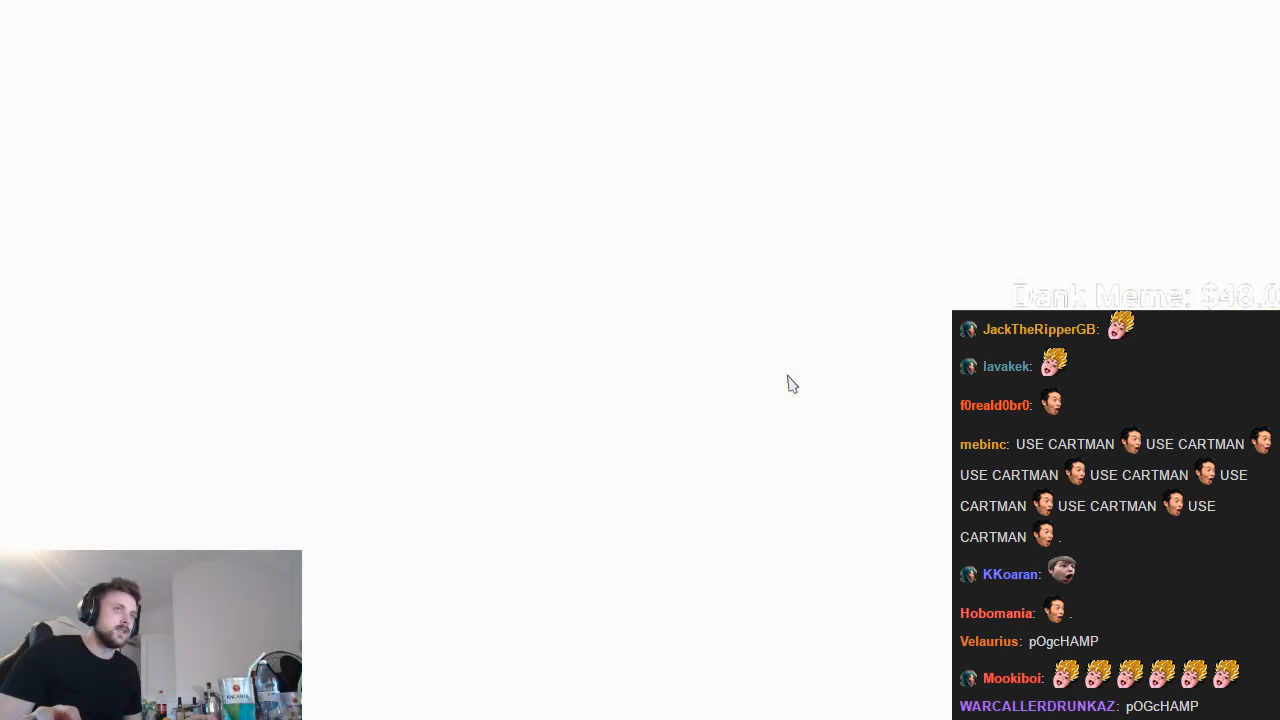 Dank Meme: $48.0
JackTheRipperGB:
lavakek:
f0reald0br0:
mebinc: USE CARTMAN USE CARTMAN
USE CARTMAN USE CARTMAN USE
CARTMAN USE CARTMAN USE
CARTMAN .
KKoaran:
Hobomania: .
Velaurius: pOgcHAMP
Mookiboi:
WARCALLERDRUNKAZ: pOGcHAMP
BACARDI